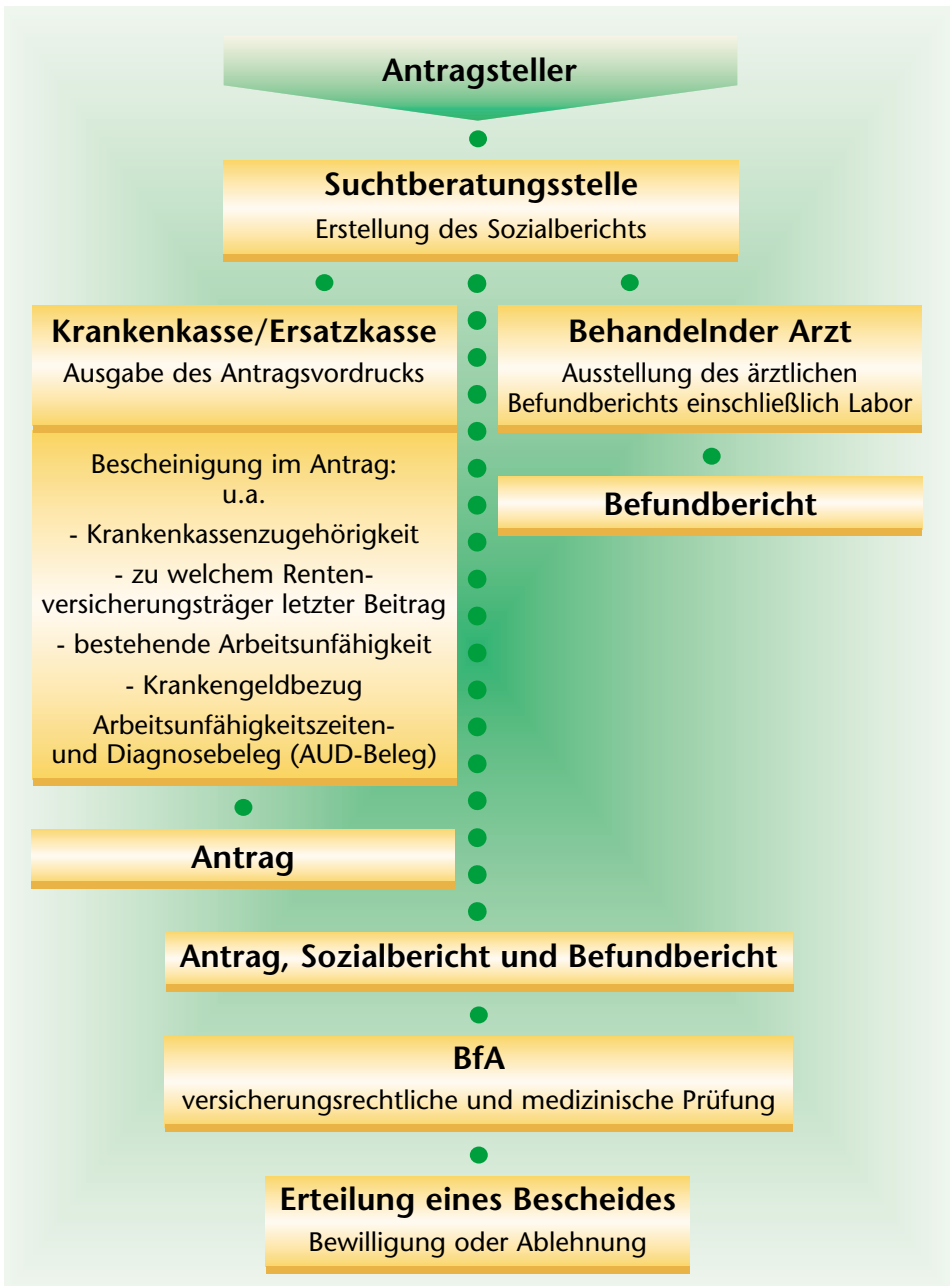 Antragsteller
Suchtberatungsstelle
Erstellung des Sozialberichts
Krankenkasse/Ersatzkasse
Ausgabe des Antragsvordrucks
Bescheinigung im Antrag:
u.a.
- Krankenkassenzugehörigkeit
- zu welchem Renten-
versicherungsträger letzter Beitrag
- bestehende Arbeitsunfähigkeit
- Krankengeldbezug
Arbeitsunfähigkeitszeiten-
und Diagnosebeleg (AUD-Beleg)
Antrag
Behandelnder Arzt
Ausstellung des ärztlichen
Befundberichts einschließlich Labor
Befundbericht
Antrag, Sozialbericht und Befundbericht
BfA
versicherungsrechtliche und medizinische Prüfung
Erteilung eines Bescheides
Bewilligung oder Ablehnung